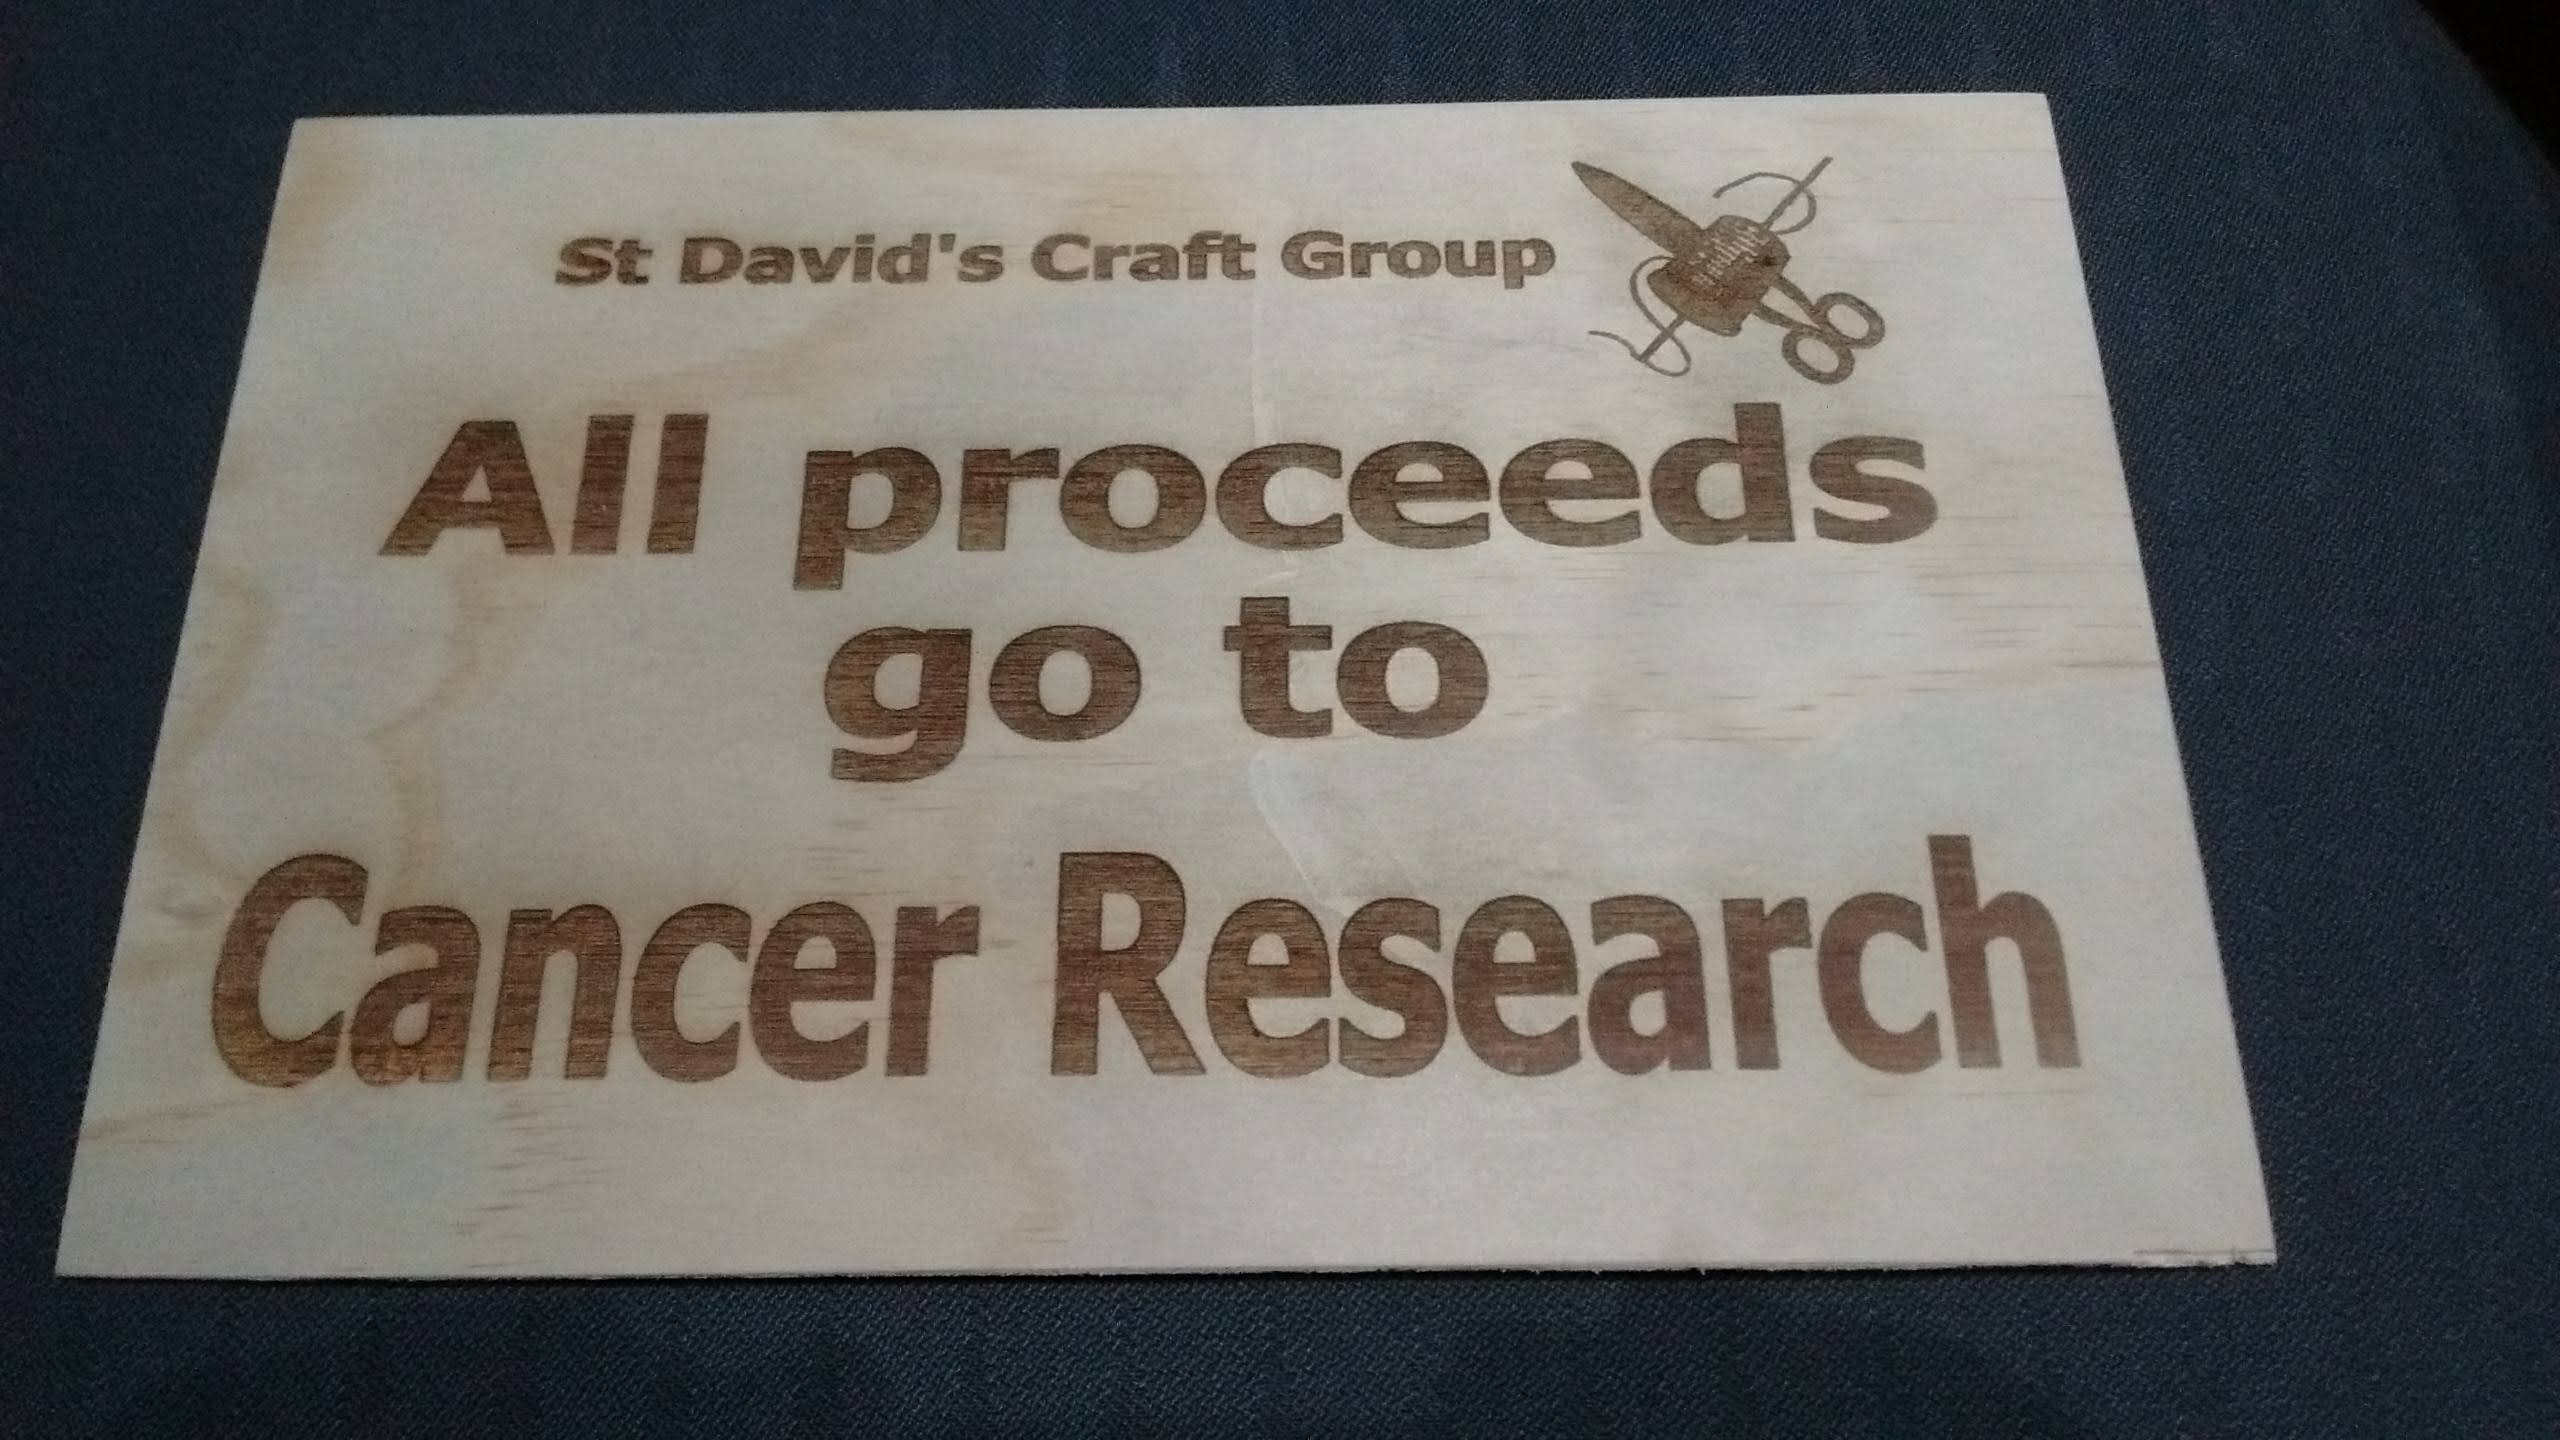 St David's Craft Group
All proceeds
go to
Cancer Research